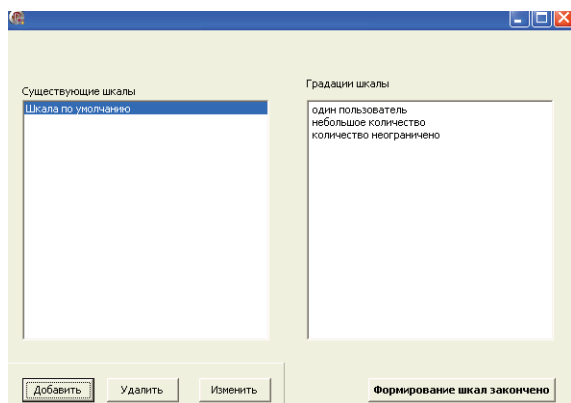 Существующие шкалы
Шкала по умолчанию
Градации шкалы
один пользователь
небольшое количество
количество неограничено
Добавить
Удалить
Изменить
Формирование шкал закончено